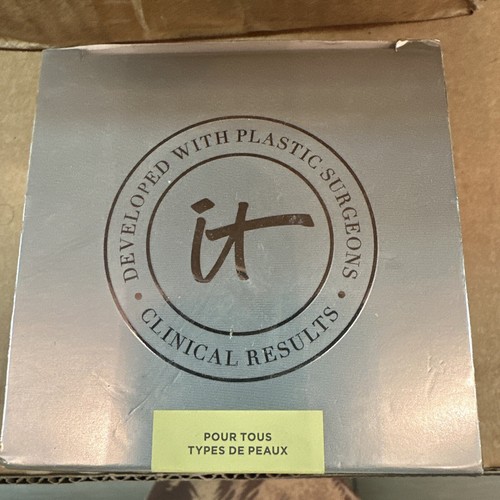 DEVELOPED WITH PLASTIC SURGEONS
it
• CLINICAL RESULTS •
POUR TOUS
TYPES DE PEAUX